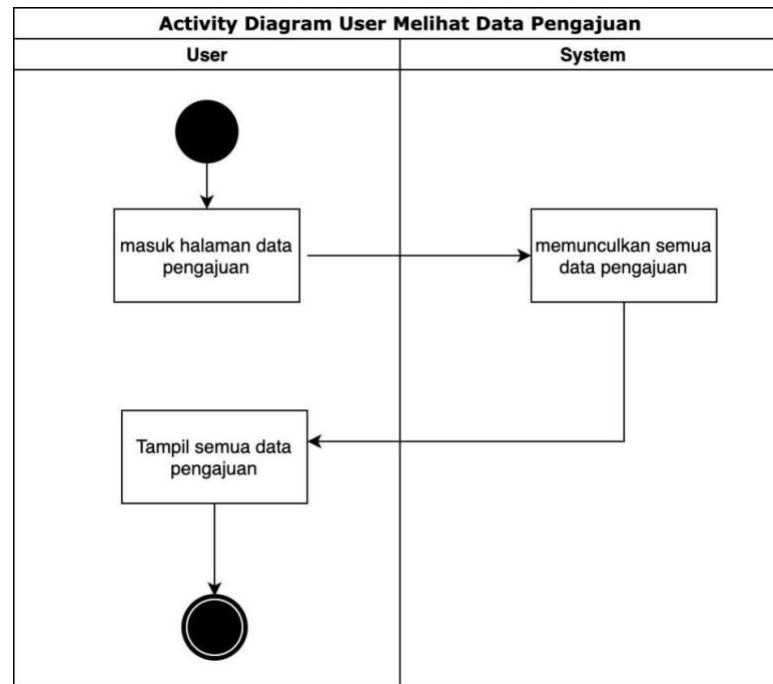 Activity Diagram User Melihat Data Pengajuan
User
System
masuk halaman data
pengajuan
memunculkan semua
data pengajuan
Tampil semua data
pengajuan